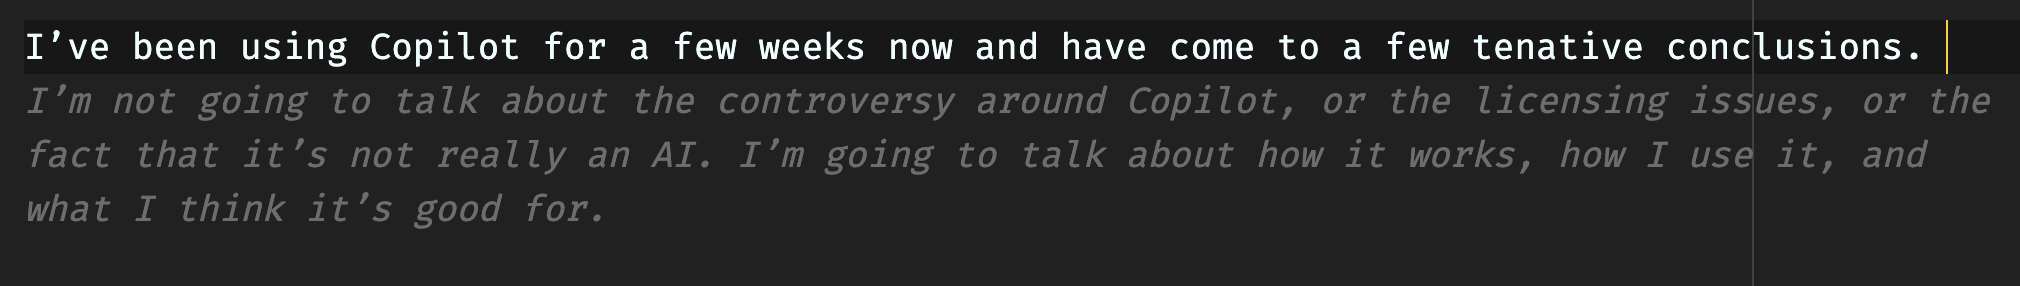 I’ve been using Copilot for a few weeks now and have come to a few tenative conclusions.
I’m not going to talk about the controversy around Copilot, or the licensing issues, or the
fact that it’s not really an AI. I’m going to talk about how it works, how I use it, and
what I think it’s good for.